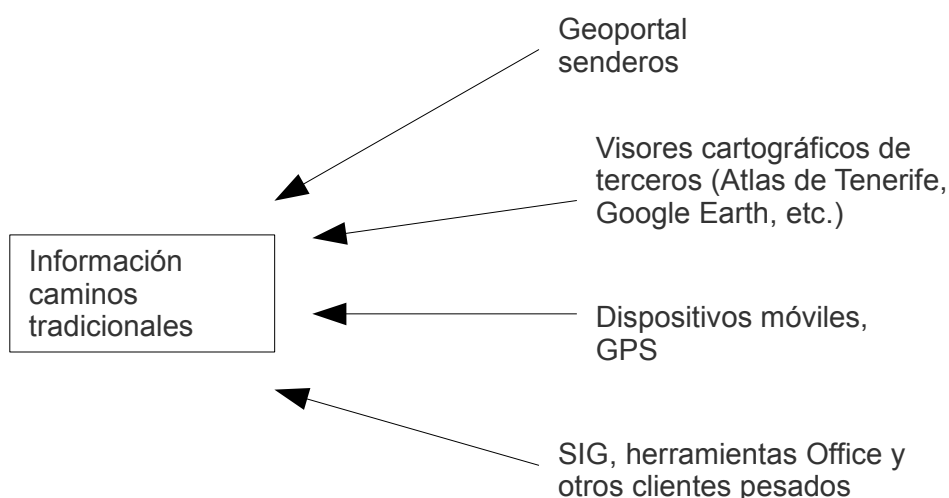 Geoportal
senderos
Visores cartográficos de
terceros (Atlas de Tenerife,
Google Earth, etc.)
Información
caminos
tradicionales
Dispositivos móviles,
GPS
SIG, herramientas Office y
otros clientes pesados